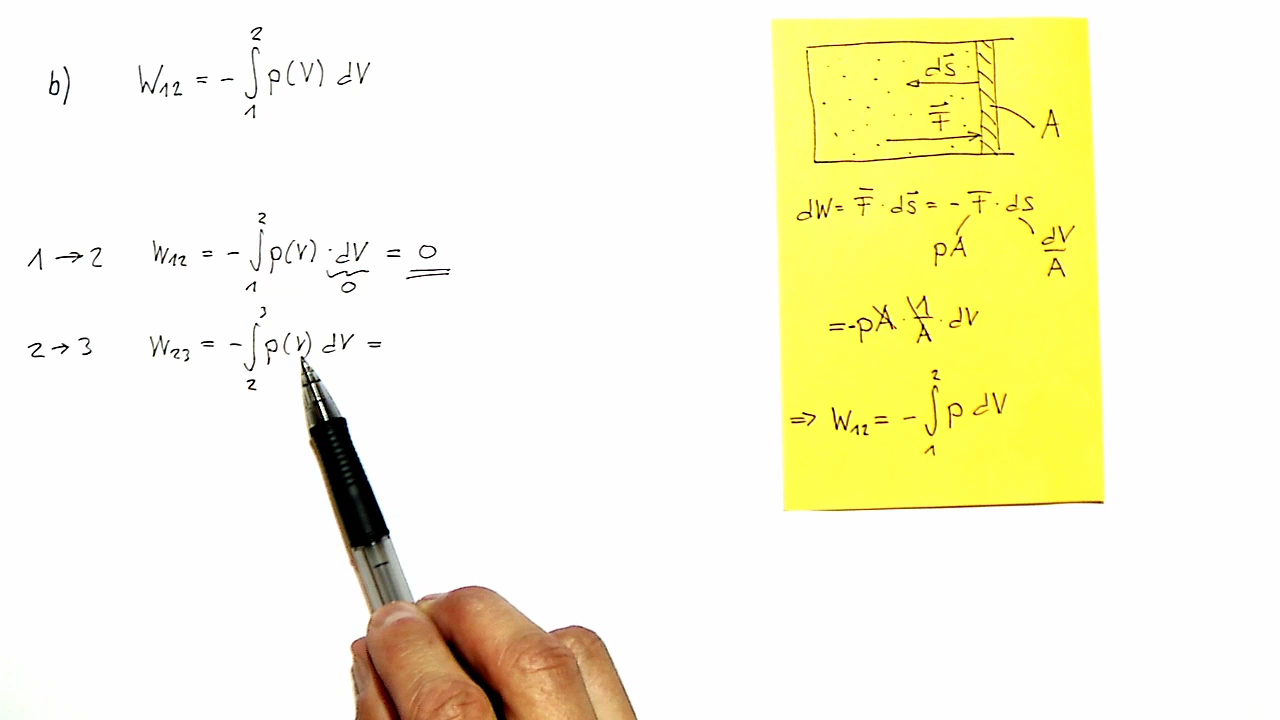 b) W₁₂ = - ∫₁² p(V) dV
1 → 2 W₁₂ = - ∫₁² p(V) · dV = 0
0
2 → 3 W₂₃ = - ∫₂³ p(V) dV =
ds⃗
F⃗
A
dW = F⃗ · ds⃗ = - F · ds
pA dV/A
= -pA · 1/A · dV
⇒ W₁₂ = - ∫₁² p dV